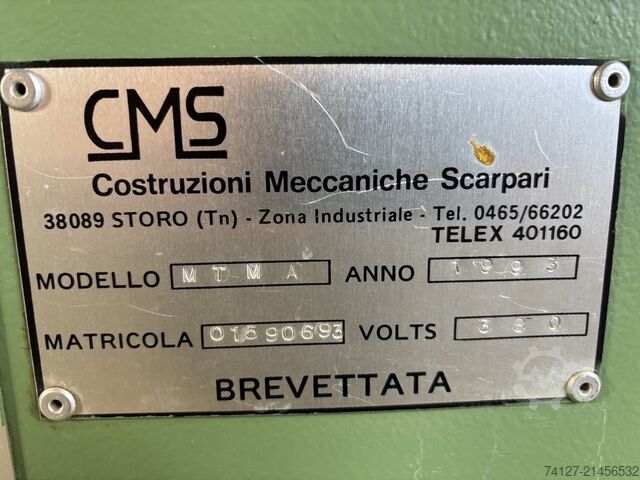 CMS
Costruzioni Meccaniche Scarpari
38089 STORO (Tn) - Zona Industriale - Tel. 0465/66202
TELEX 401160
MODELLO MTMA ANNO 1993
MATRICOLA 01590693 VOLTS 380
BREVETTATA
74127-21456532